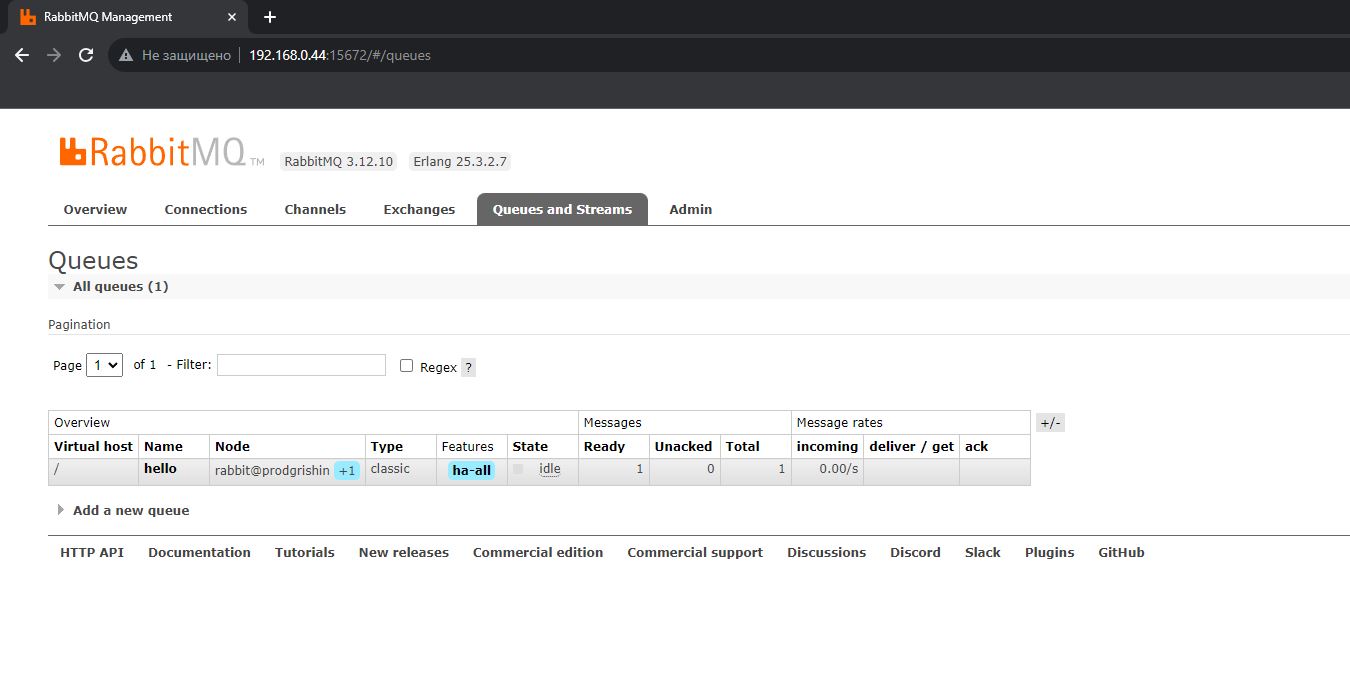 RabbitMQ Management
Не защищено 192.168.0.44:15672/#/queues
RabbitMQ TM RabbitMQ 3.12.10 Erlang 25.3.2.7
Overview Connections Channels Exchanges Queues and Streams Admin
Queues
All queues (1)
Pagination
Page 1 of 1 - Filter: Regex ?
Overview Messages Message rates +/-
Virtual host Name Node Type Features State Ready Unacked Total incoming deliver / get ack
/ hello rabbit@prodgrishin +1 classic ha-all idle 1 0 1 0.00/s
Add a new queue
HTTP API Documentation Tutorials New releases Commercial edition Commercial support Discussions Discord Slack Plugins GitHub